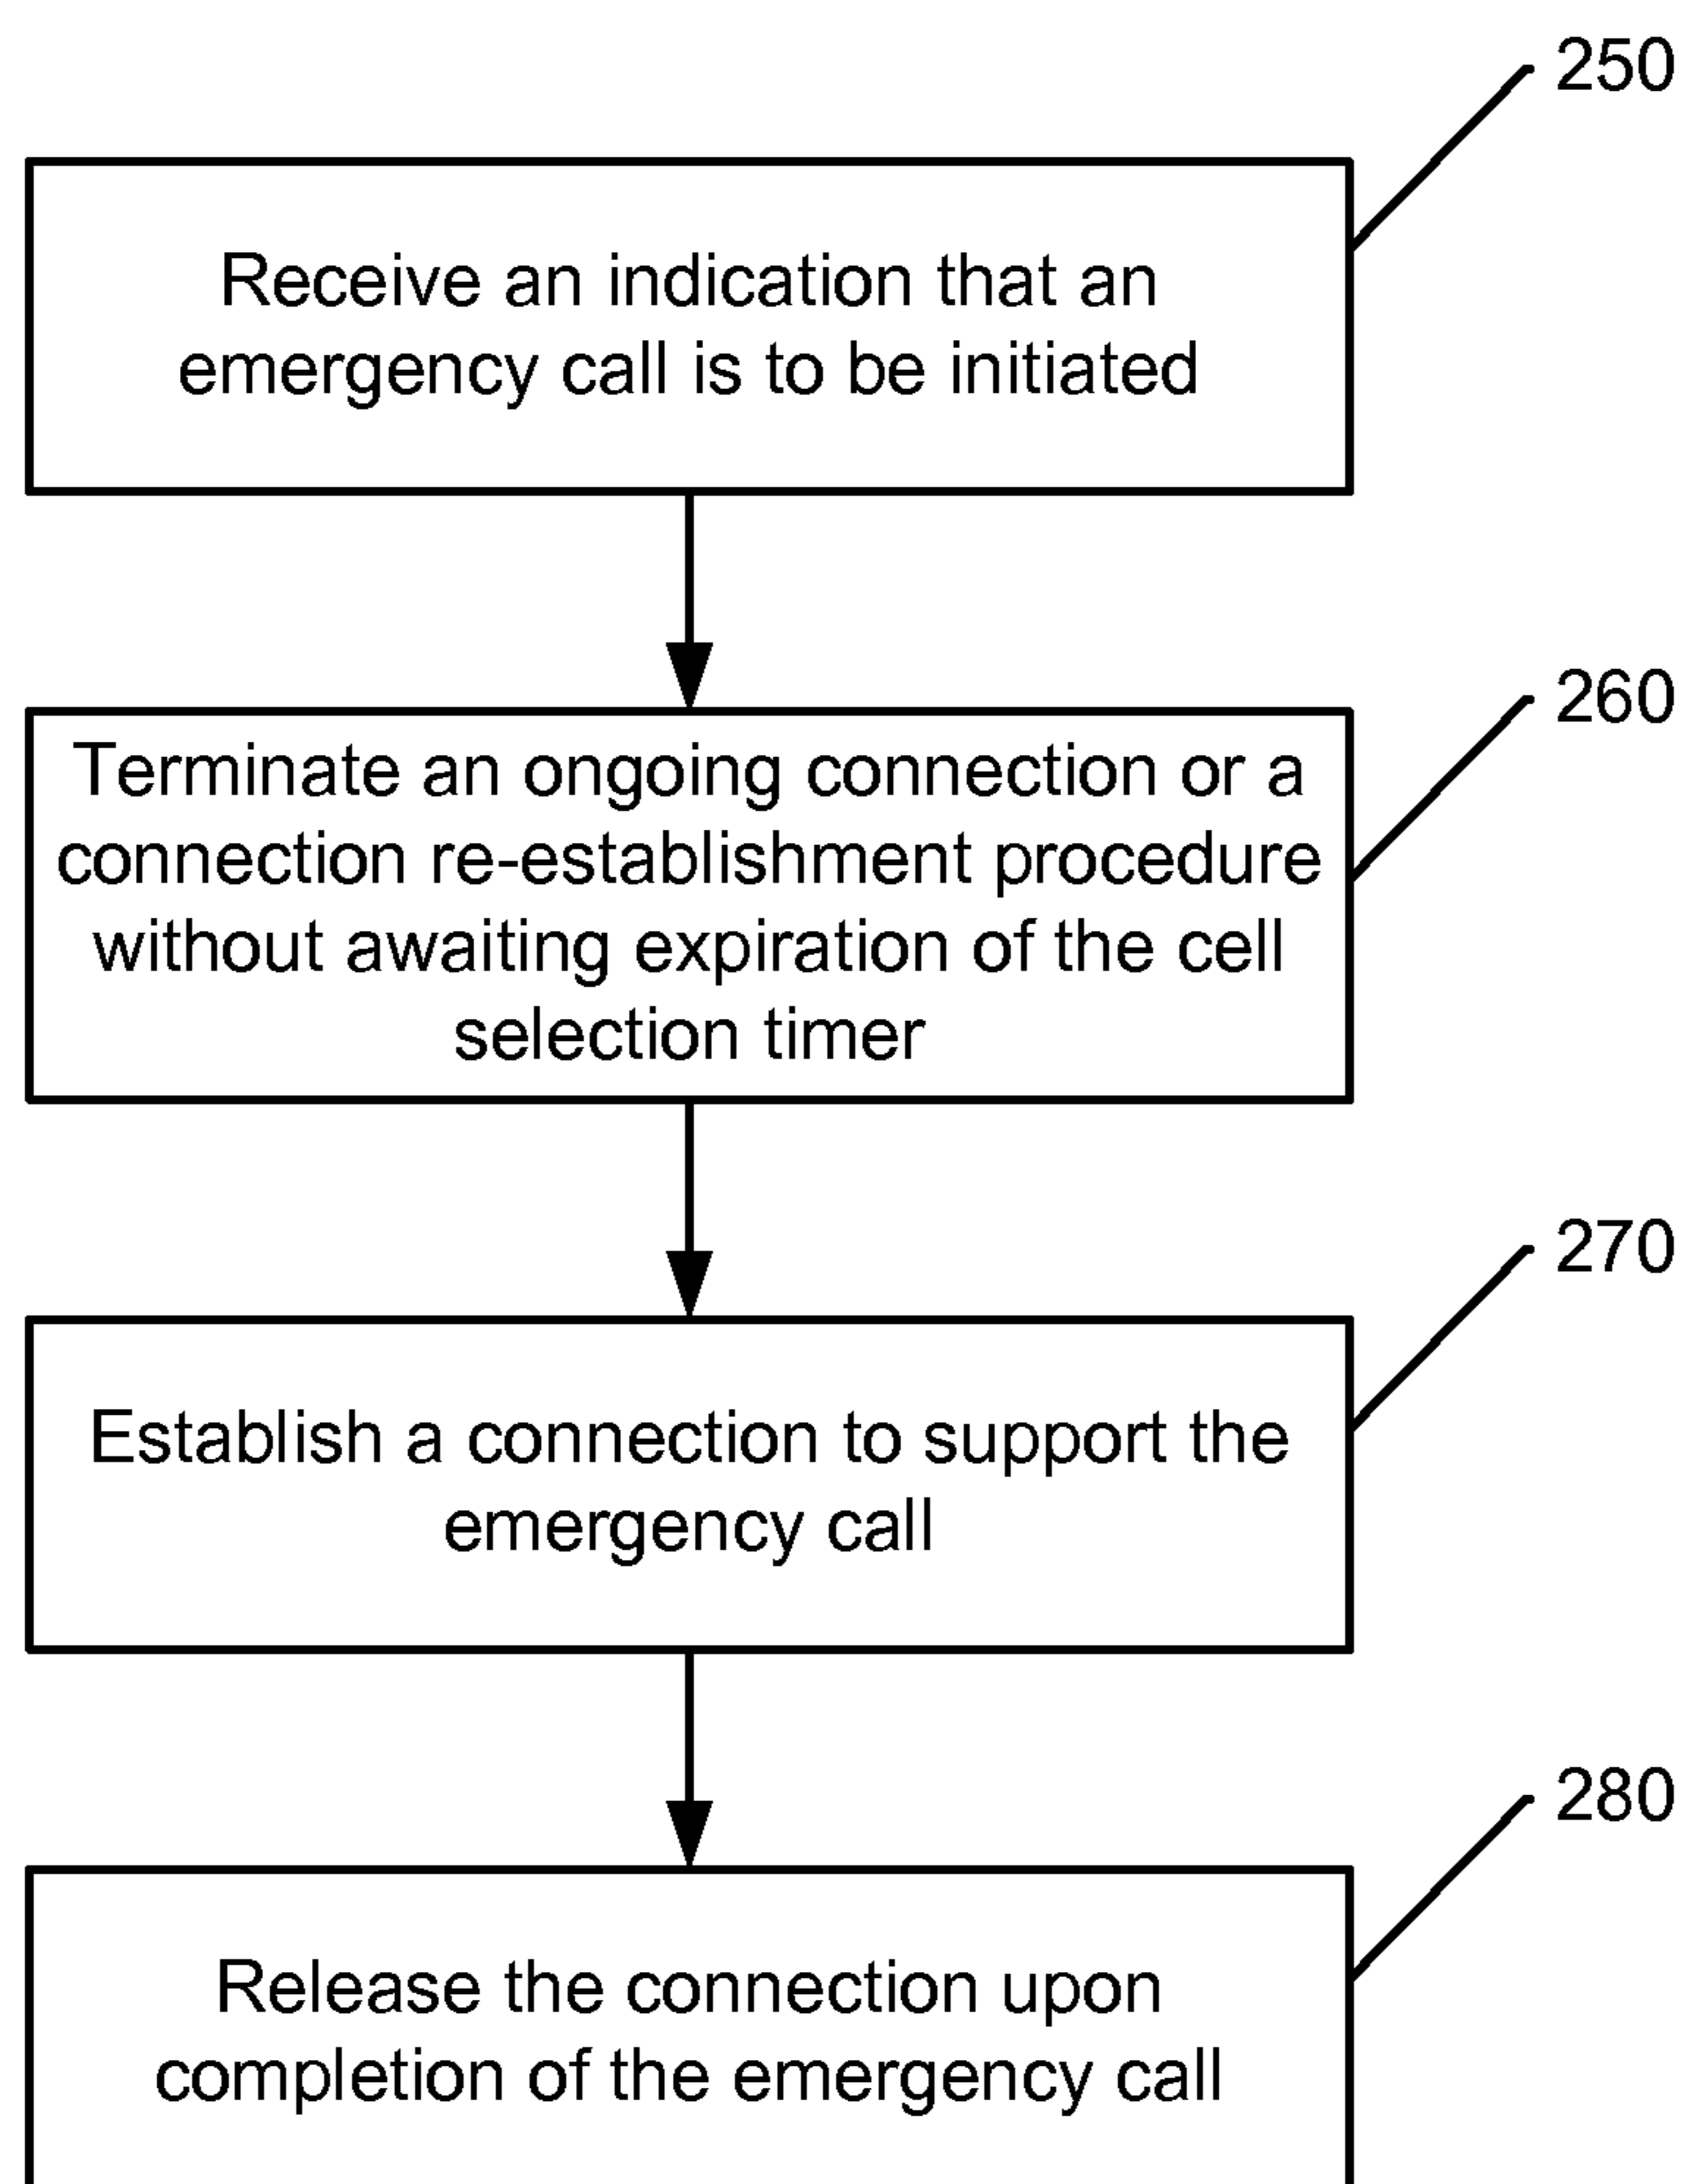 250
Receive an indication that an
emergency call is to be initiated
260
Terminate an ongoing connection or a
connection re-establishment procedure
without awaiting expiration of the cell
selection timer
270
Establish a connection to support the
emergency call
280
Release the connection upon
completion of the emergency call